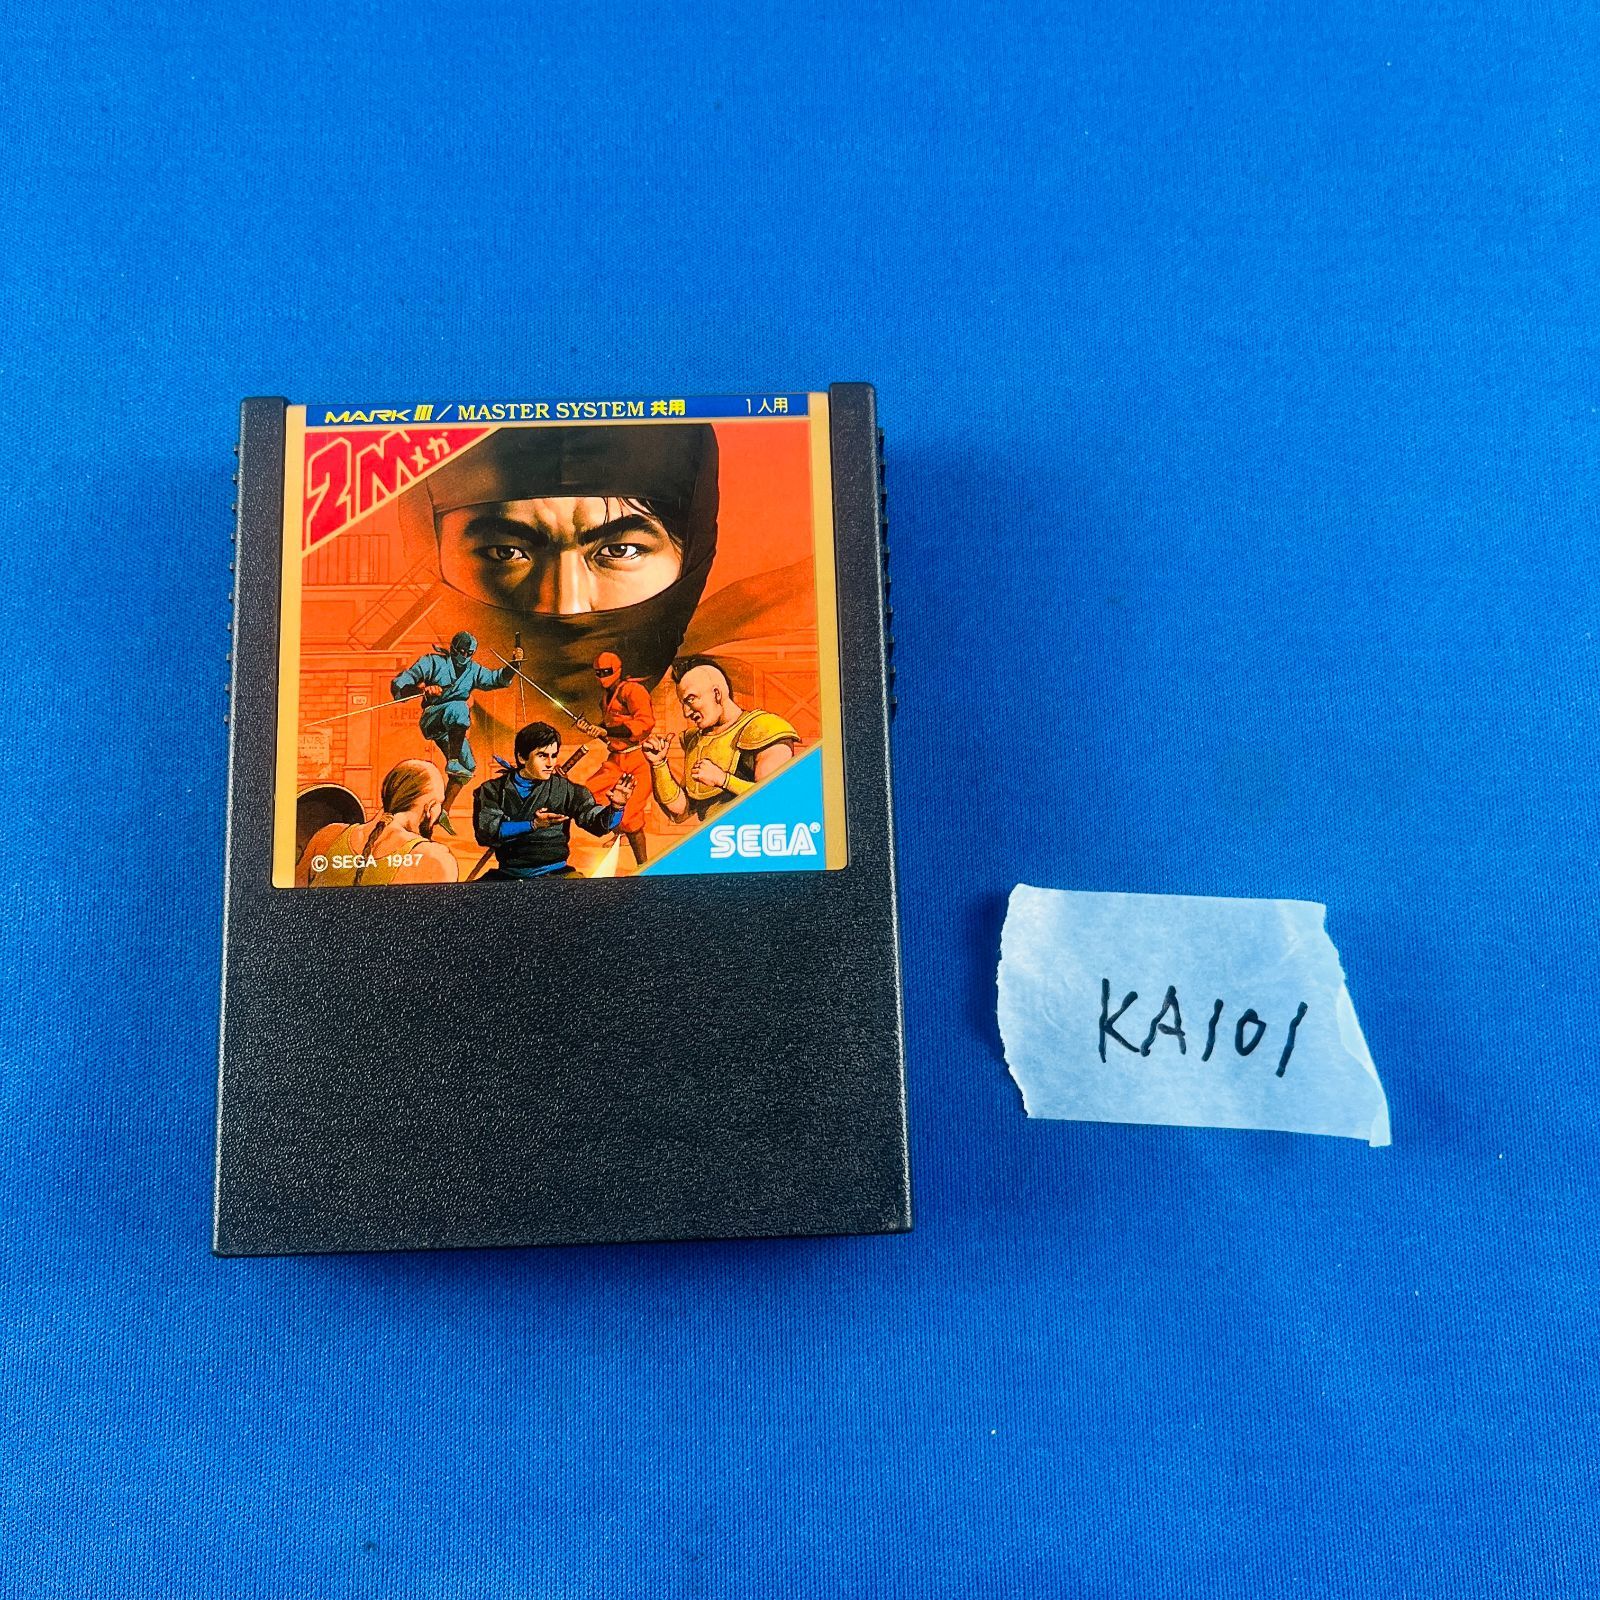 MARK III / MASTER SYSTEM 共用 1人用
2Mメガ
© SEGA 1987
SEGA®
KA101